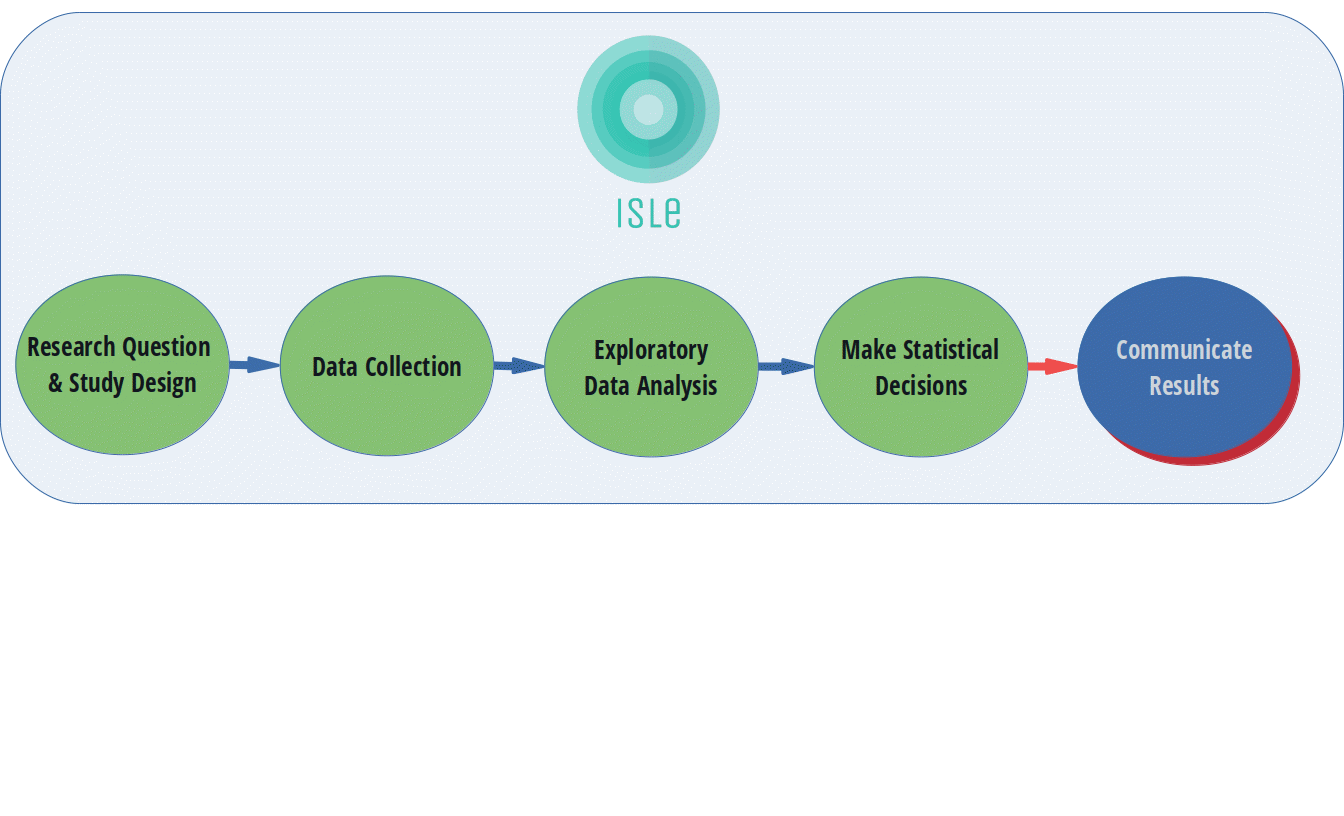 ISLe
Research Question
& Study Design
Data Collection
Exploratory
Data Analysis
Make Statistical
Decisions
Communicate
Results